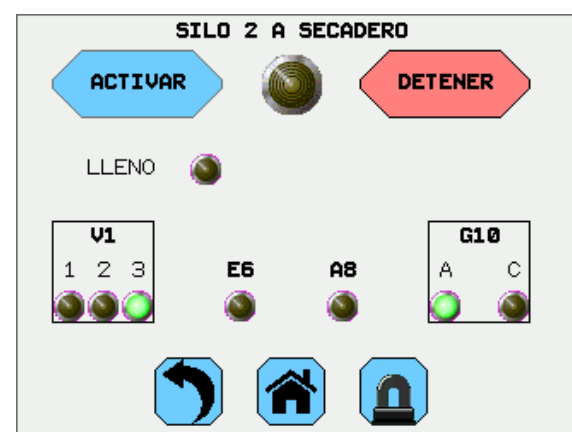 SILO 2 A SECADERO
ACTIVAR DETENER
LLENO
V1 G10
1 2 3 E6 A8 A C